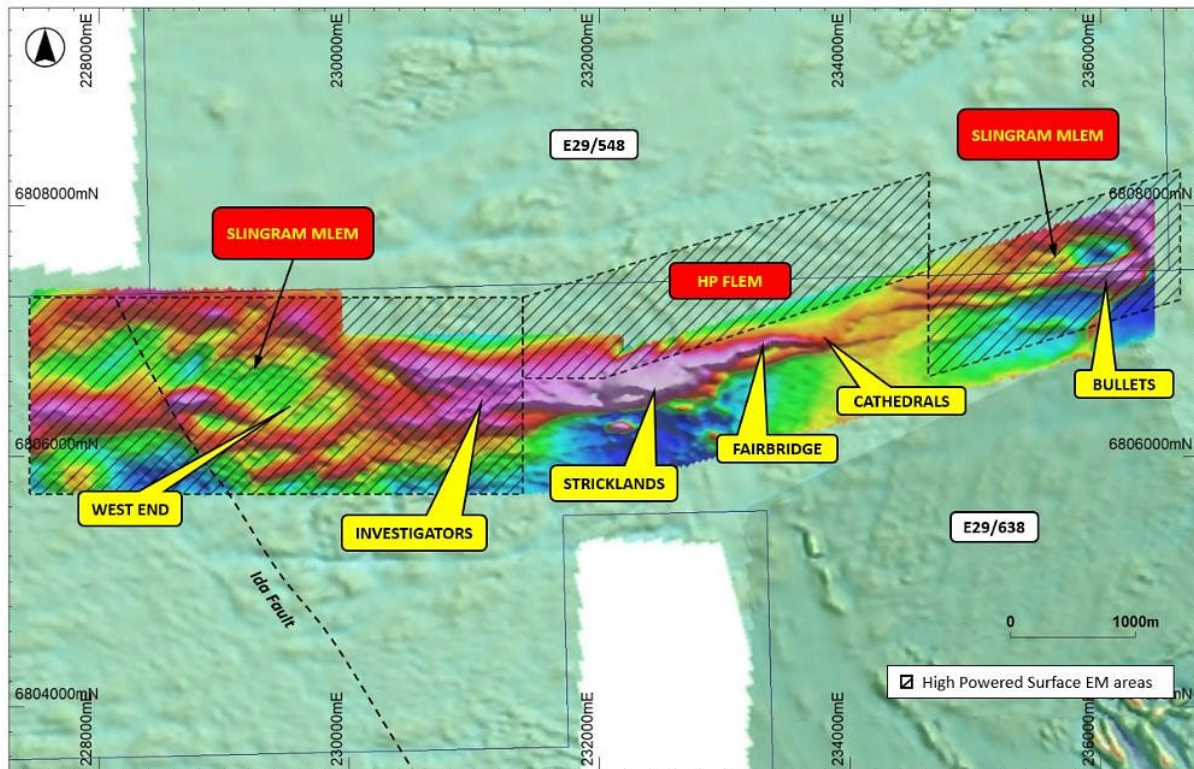 228000mE
230000mE
232000mE
234000mE
236000mE
E29/548
SLINGRAM MLEM
6808000mN
6808000mN
SLINGRAM MLEM
HP FLEM
BULLETS
CATHEDRALS
6806000mN
6806000mN
FAIRBRIDGE
STRICKLANDS
WEST END
INVESTIGATORS
E29/638
Ida Fault
0 1000m
High Powered Surface EM areas
6804000mN
6804000mN
228000mE
230000mE
232000mE
234000mE
236000mE